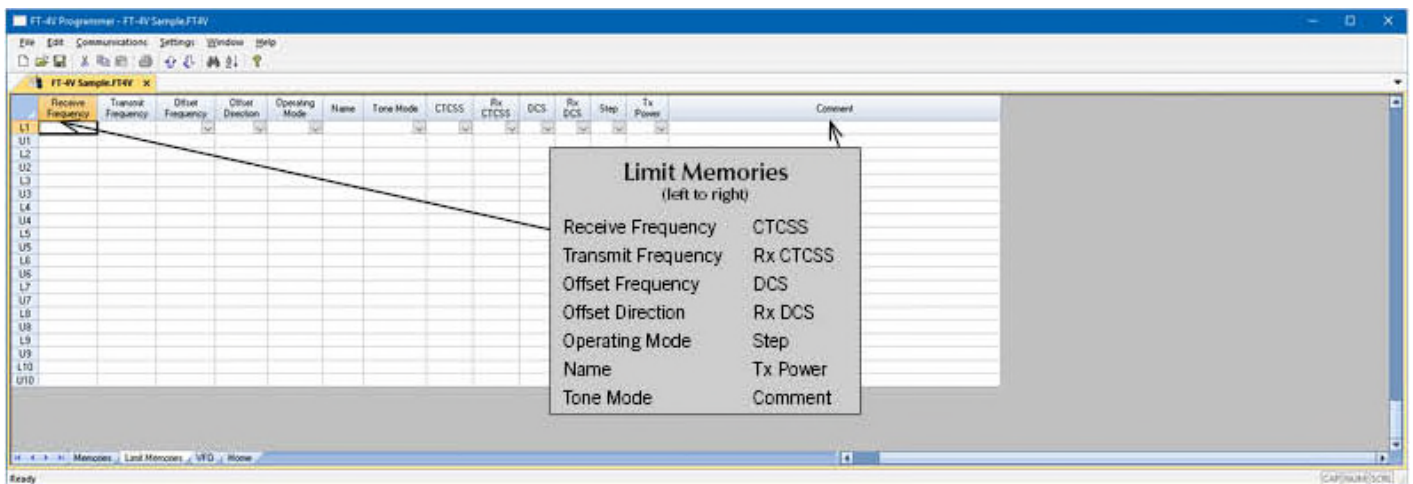 FT-4V Programmer - FT-4V Sample.FT4V
File Edit Communications Settings Window Help
FT-4V Sample.FT4V
Receive Frequency Transmit Frequency Offset Frequency Offset Direction Operating Mode Name Tone Mode CTCSS Rx CTCSS DCS Rx DCS Step Tx Power Comment
L1
U1
L2
U2
L3
U3
L4
U4
L5
U5
L6
U6
L7
U7
L8
U8
L9
U9
L10
U10
Limit Memories
(left to right)
Receive Frequency CTCSS
Transmit Frequency Rx CTCSS
Offset Frequency DCS
Offset Direction Rx DCS
Operating Mode Step
Name Tx Power
Tone Mode Comment
Memories Limit Memories VFO Home
Ready CAP NUM SCRL